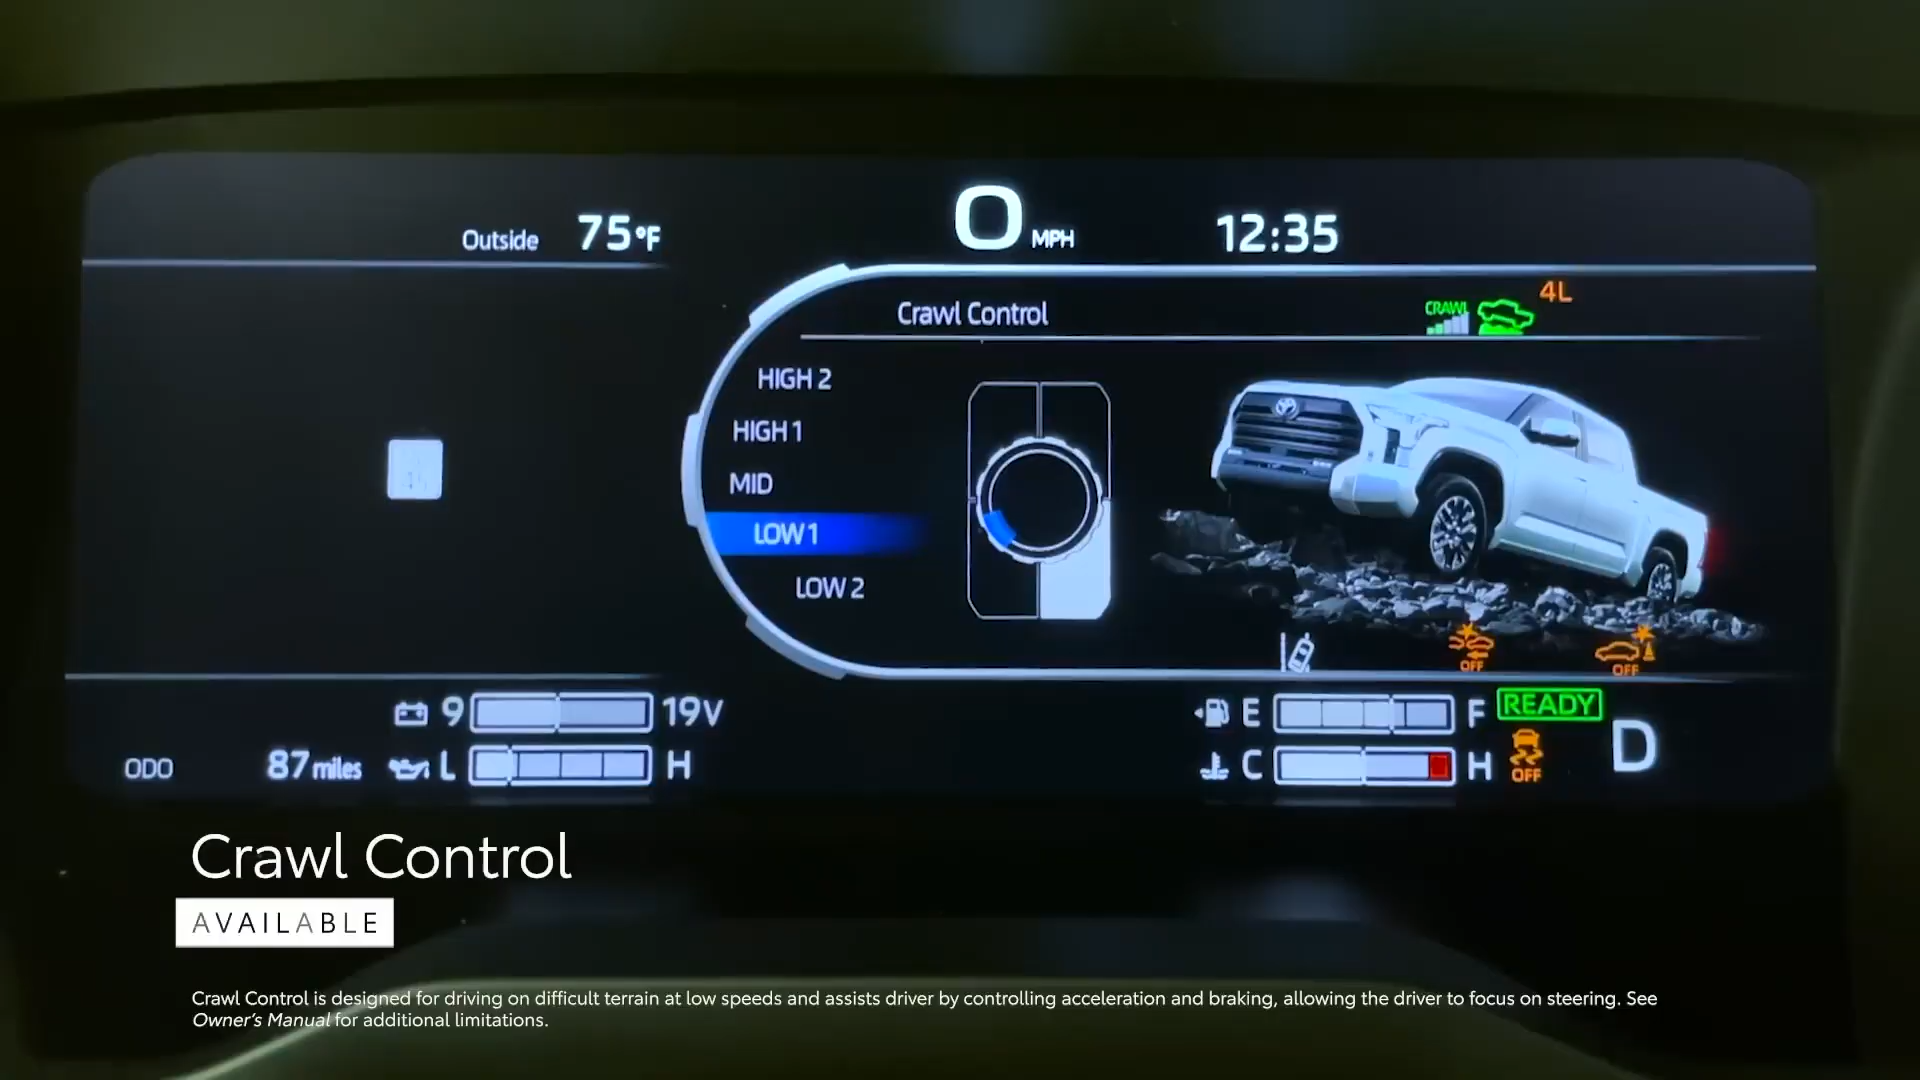 Outside 75°F
0 MPH
12:35
Crawl Control
CRAWL
4L
HIGH 2
HIGH 1
MID
LOW 1
LOW 2
OFF
OFF
9 19V
E F
READY
ODO 87 miles
L H
C H
OFF
D
Crawl Control
AVAILABLE
Crawl Control is designed for driving on difficult terrain at low speeds and assists driver by controlling acceleration and braking, allowing the driver to focus on steering. See
Owner's Manual for additional limitations.